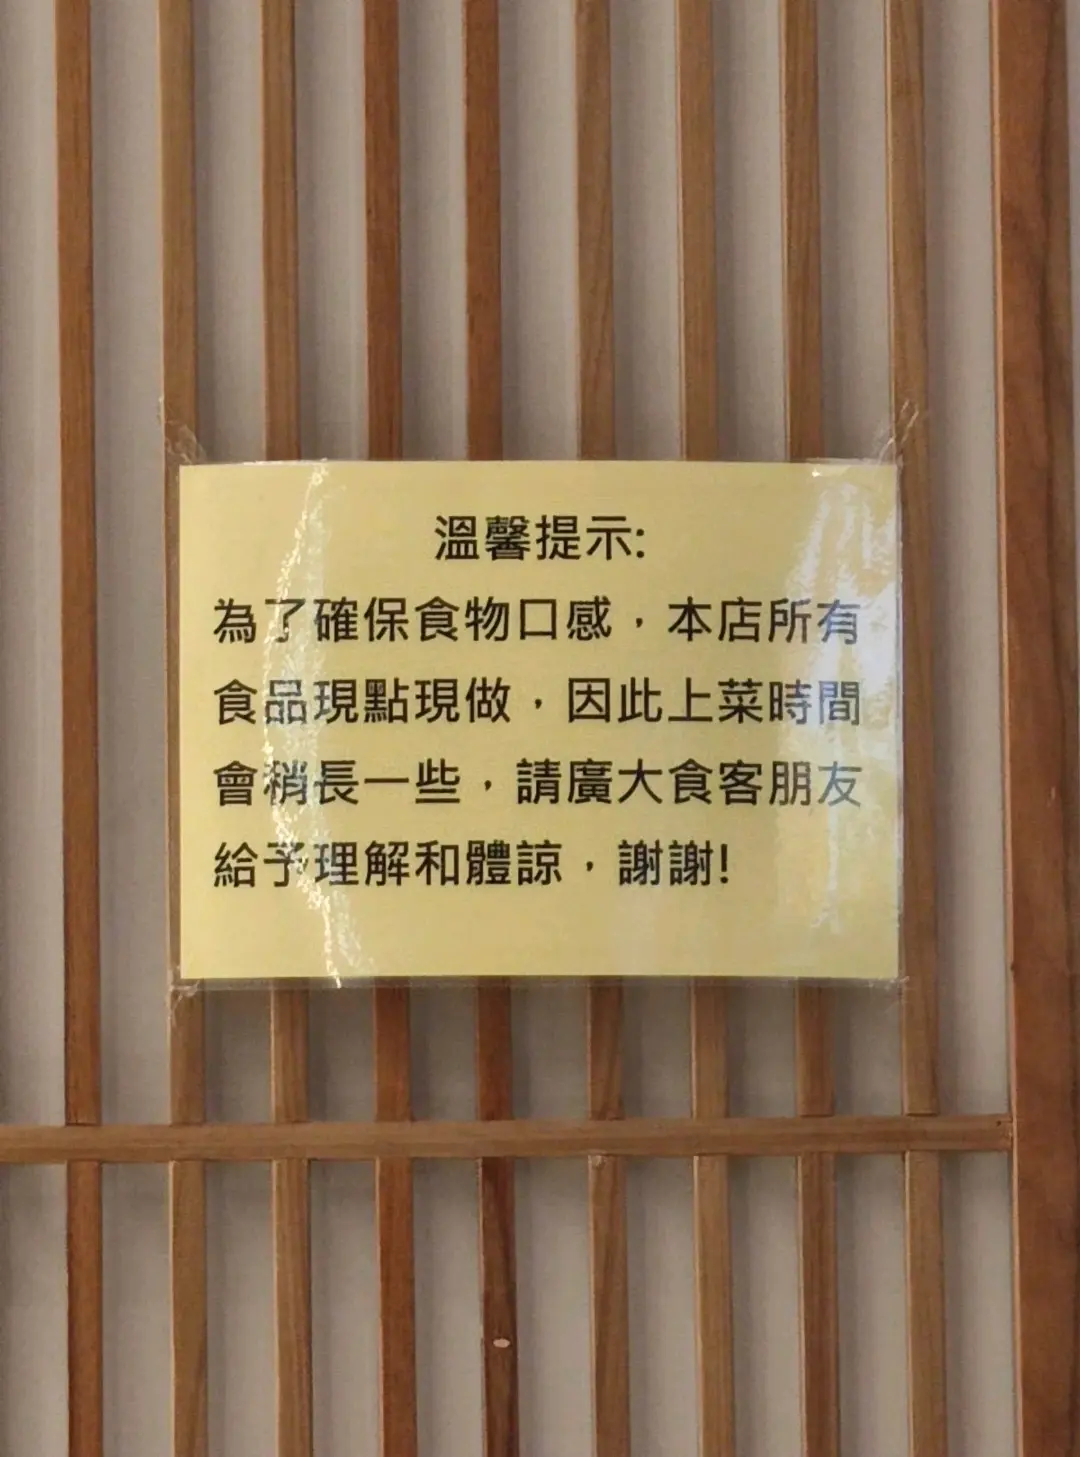 溫馨提示:
為了確保食物口感，本店所有
食品現點現做，因此上菜時間
會稍長一些，請廣大食客朋友
給予理解和體諒，謝謝!